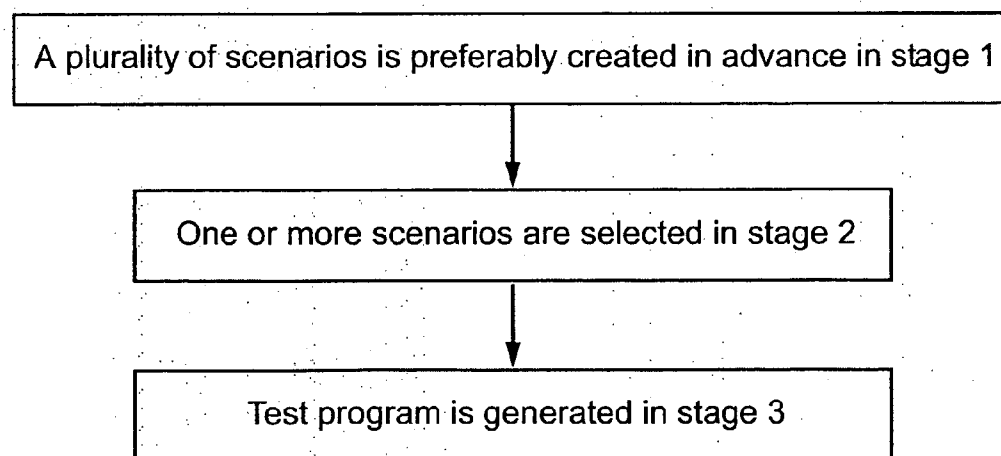 A plurality of scenarios is preferably created in advance in stage 1
One or more scenarios are selected in stage 2
Test program is generated in stage 3